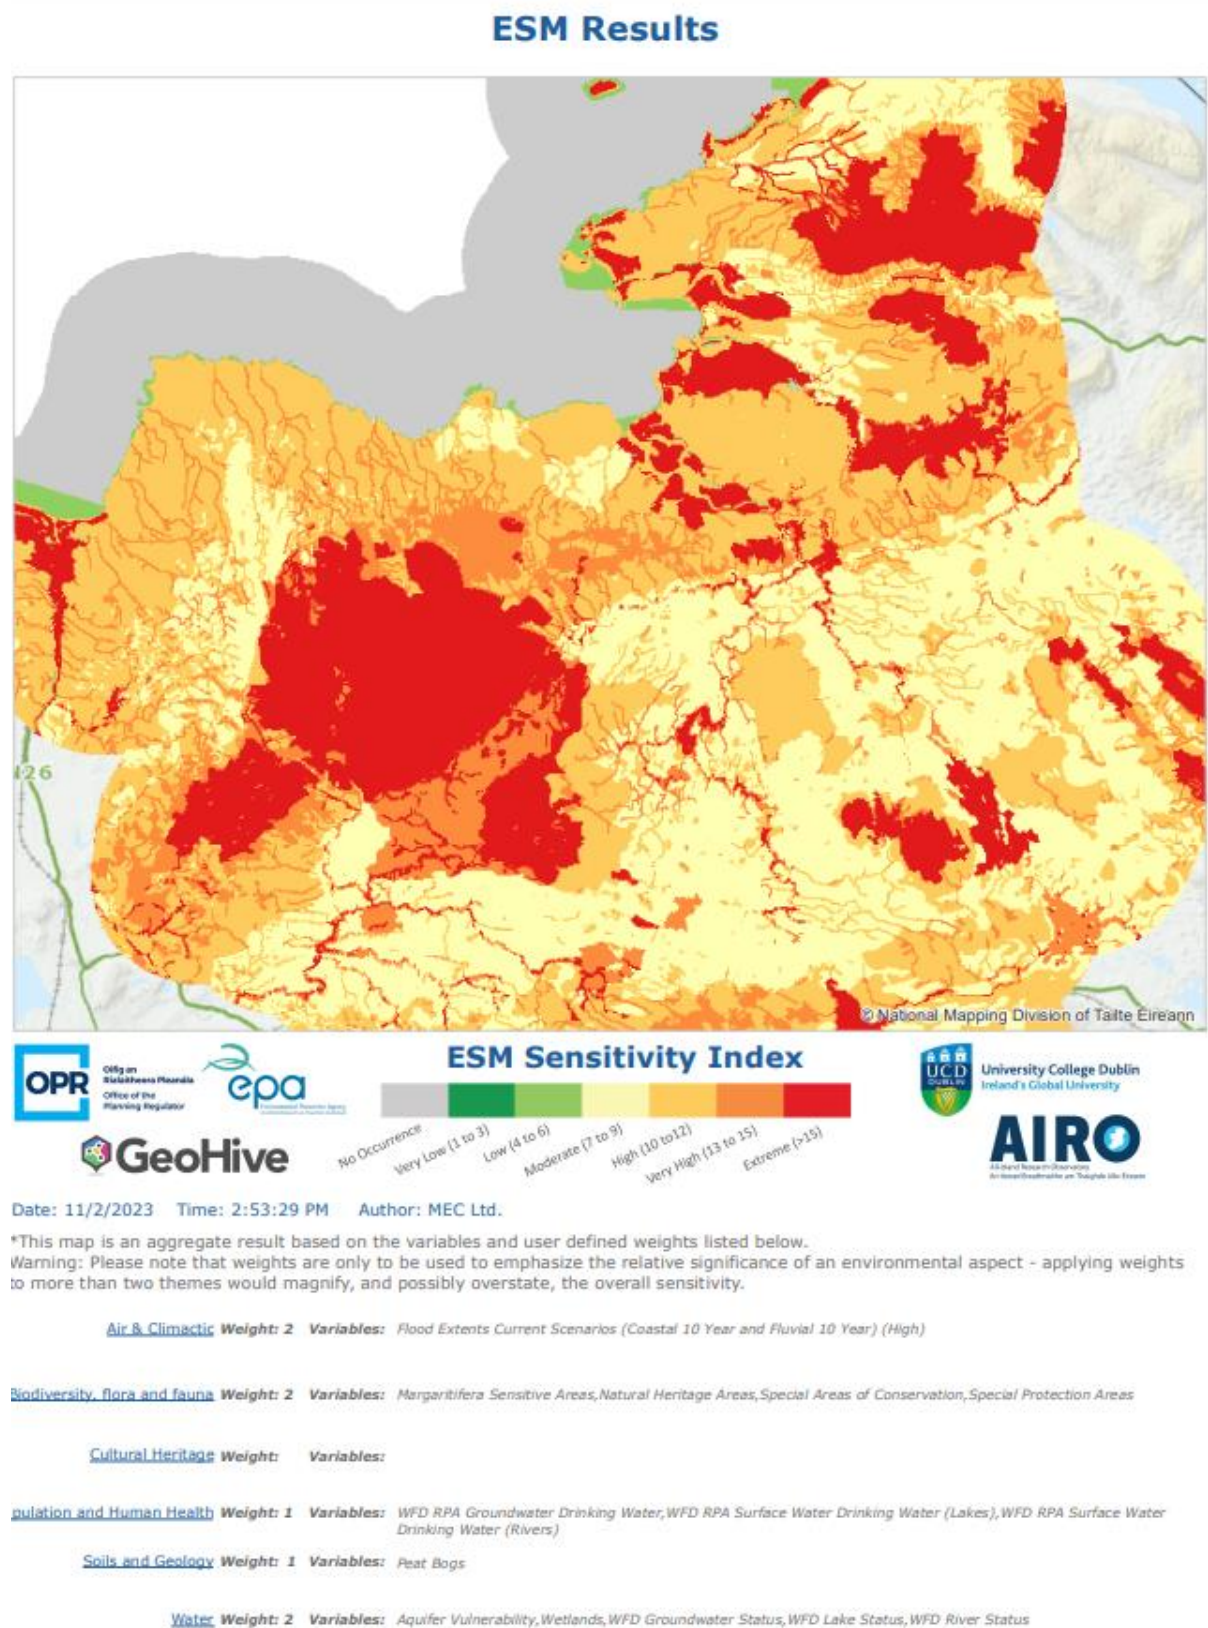 ESM Results
126
© National Mapping Division of Tailte Éireann
ESM Sensitivity Index
OPR
Oifig an
Rialaitheora Pleanála
Office of the
Planning Regulator
epa
Environmental Protection Agency
GeoHive
No Occurrence
Very Low (1 to 3)
Low (4 to 6)
Moderate (7 to 9)
High (10 to12)
Very High (13 to 15)
Extreme (>15)
UCD
DUBLIN
University College Dublin
Ireland's Global University
AIRO
All-Island Research Observatory
Date: 11/2/2023 Time: 2:53:29 PM Author: MEC Ltd.
*This map is an aggregate result based on the variables and user defined weights listed below.
Warning: Please note that weights are only to be used to emphasize the relative significance of an environmental aspect - applying weights
to more than two themes would magnify, and possibly overstate, the overall sensitivity.
Air & Climactic Weight: 2 Variables: Flood Extents Current Scenarios (Coastal 10 Year and Fluvial 10 Year) (High)
Biodiversity, flora and fauna Weight: 2 Variables: Margaritifera Sensitive Areas,Natural Heritage Areas,Special Areas of Conservation,Special Protection Areas
Cultural Heritage Weight: Variables:
pulation and Human Health Weight: 1 Variables: WFD RPA Groundwater Drinking Water,WFD RPA Surface Water Drinking Water (Lakes),WFD RPA Surface Water
Drinking Water (Rivers)
Soils and Geology Weight: 1 Variables: Peat Bogs
Water Weight: 2 Variables: Aquifer Vulnerability,Wetlands,WFD Groundwater Status,WFD Lake Status,WFD River Status